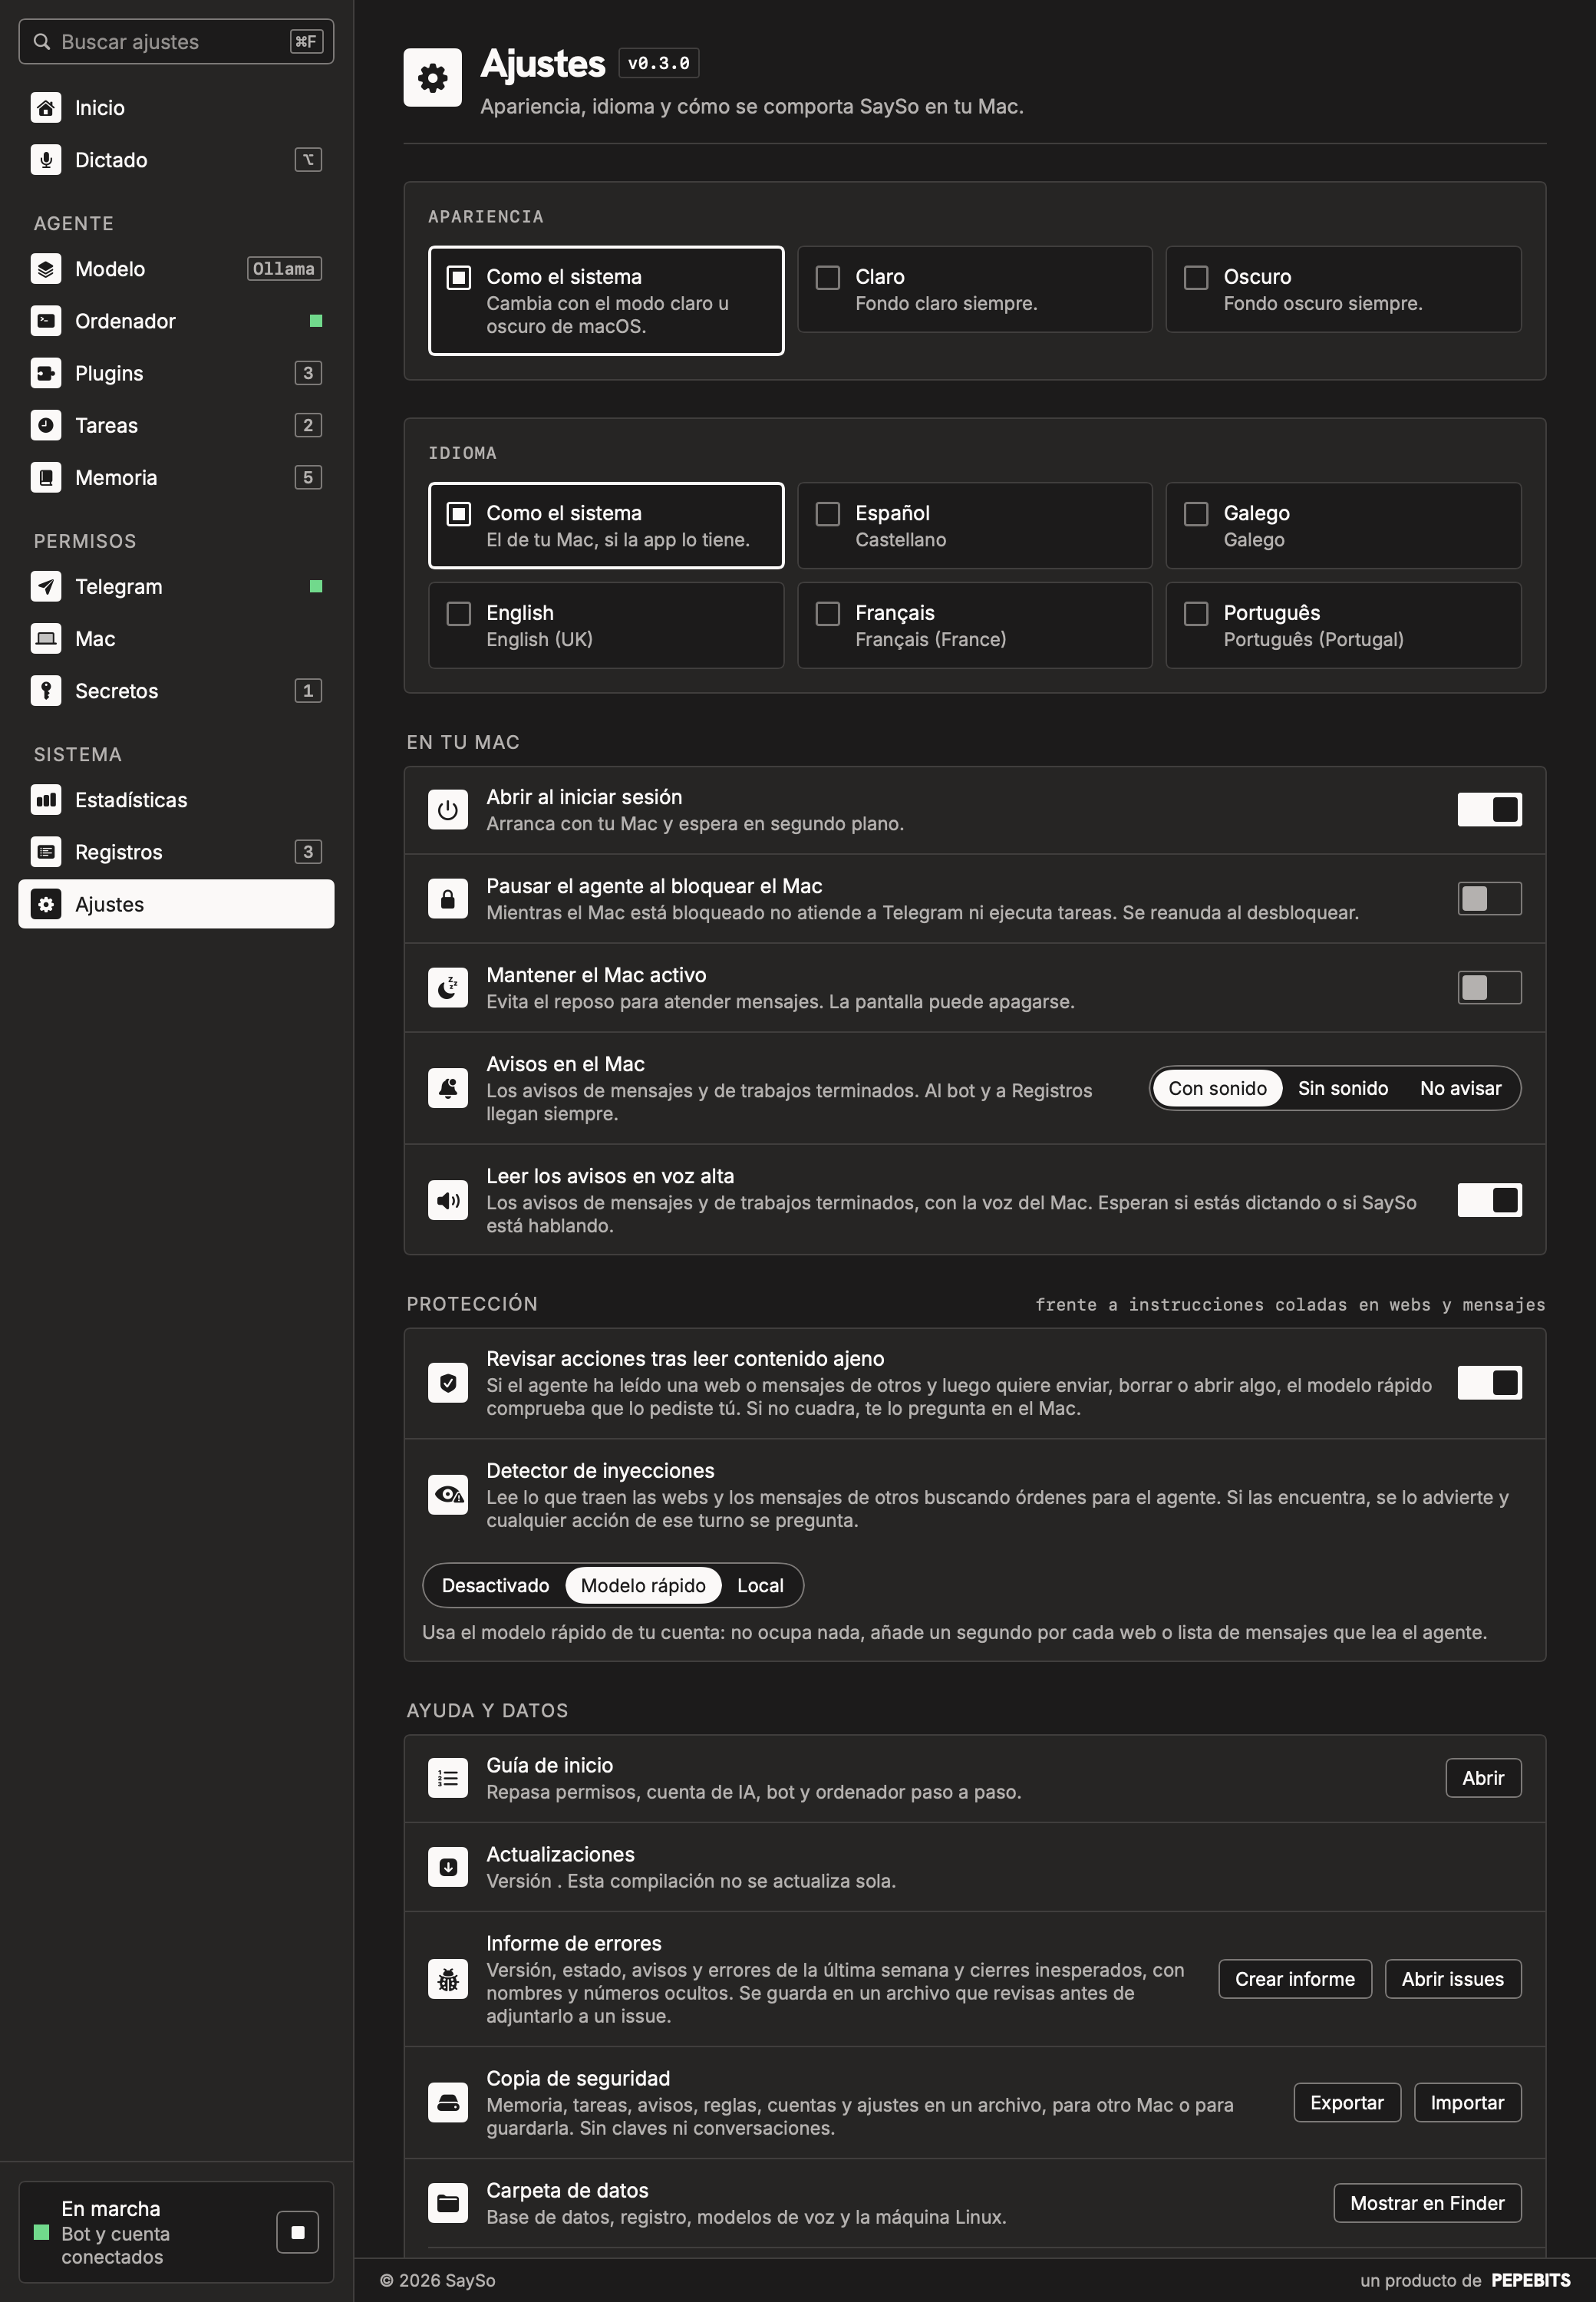 Buscar ajustes ⌘F
Inicio
Dictado ⌥
AGENTE
Modelo Ollama
Ordenador
Plugins 3
Tareas 2
Memoria 5
PERMISOS
Telegram
Mac
Secretos 1
SISTEMA
Estadísticas
Registros 3
Ajustes
En marcha
Bot y cuenta
conectados
Ajustes v0.3.0
Apariencia, idioma y cómo se comporta SaySo en tu Mac.
APARIENCIA
Como el sistema
Cambia con el modo claro u
oscuro de macOS.
Claro
Fondo claro siempre.
Oscuro
Fondo oscuro siempre.
IDIOMA
Como el sistema
El de tu Mac, si la app lo tiene.
Español
Castellano
Galego
Galego
English
English (UK)
Français
Français (France)
Português
Português (Portugal)
EN TU MAC
Abrir al iniciar sesión
Arranca con tu Mac y espera en segundo plano.
Pausar el agente al bloquear el Mac
Mientras el Mac está bloqueado no atiende a Telegram ni ejecuta tareas. Se reanuda al desbloquear.
Mantener el Mac activo
Evita el reposo para atender mensajes. La pantalla puede apagarse.
Avisos en el Mac
Los avisos de mensajes y de trabajos terminados. Al bot y a Registros
llegan siempre.
Con sonido Sin sonido No avisar
Leer los avisos en voz alta
Los avisos de mensajes y de trabajos terminados, con la voz del Mac. Esperan si estás dictando o si SaySo
está hablando.
PROTECCIÓN frente a instrucciones coladas en webs y mensajes
Revisar acciones tras leer contenido ajeno
Si el agente ha leído una web o mensajes de otros y luego quiere enviar, borrar o abrir algo, el modelo rápido
comprueba que lo pediste tú. Si no cuadra, te lo pregunta en el Mac.
Detector de inyecciones
Lee lo que traen las webs y los mensajes de otros buscando órdenes para el agente. Si las encuentra, se lo advierte y
cualquier acción de ese turno se pregunta.
Desactivado Modelo rápido Local
Usa el modelo rápido de tu cuenta: no ocupa nada, añade un segundo por cada web o lista de mensajes que lea el agente.
AYUDA Y DATOS
Guía de inicio
Repasa permisos, cuenta de IA, bot y ordenador paso a paso.
Abrir
Actualizaciones
Versión . Esta compilación no se actualiza sola.
Informe de errores
Versión, estado, avisos y errores de la última semana y cierres inesperados, con
nombres y números ocultos. Se guarda en un archivo que revisas antes de
adjuntarlo a un issue.
Crear informe Abrir issues
Copia de seguridad
Memoria, tareas, avisos, reglas, cuentas y ajustes en un archivo, para otro Mac o para
guardarla. Sin claves ni conversaciones.
Exportar Importar
Carpeta de datos
Base de datos, registro, modelos de voz y la máquina Linux.
Mostrar en Finder
© 2026 SaySo
un producto de PEPEBITS